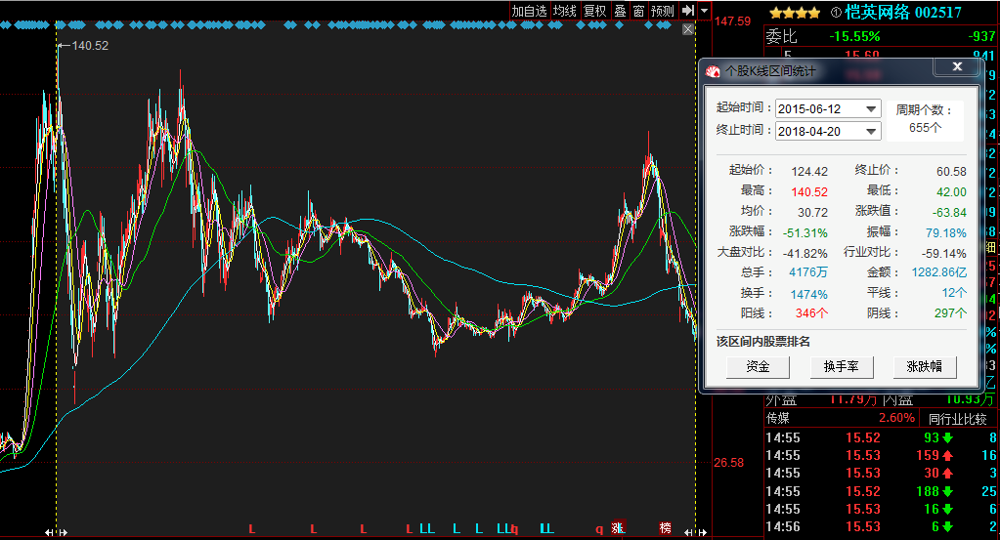 加自选 均线 复权 叠 窗 预测
147.59
140.52
26.58
L L L L L L L L L L L q L L q 涨 榜
① 恺英网络 002517
委比 -15.55% -937
5 15.60 941
个股K线区间统计
起始时间: 2015-06-12
终止时间: 2018-04-20
周期个数:
655个
起始价: 124.42 终止价: 60.58
最高: 140.52 最低: 42.00
均价: 30.72 涨跌值: -63.84
涨跌幅: -51.31% 振幅: 79.18%
大盘对比: -41.82% 行业对比: -59.14%
总手: 4176万 金额: 1282.86亿
换手: 1474% 平线: 12个
阳线: 346个 阴线: 297个
该区间内股票排名
资金 换手率 涨跌幅
细
外盘 11.79万 内盘 10.93万
传媒 2.60% 同行业比较
14:55 15.52 93 8
14:55 15.53 159 16
14:55 15.53 30 3
14:55 15.52 188 25
14:55 15.53 16 6
14:56 15.53 6 2